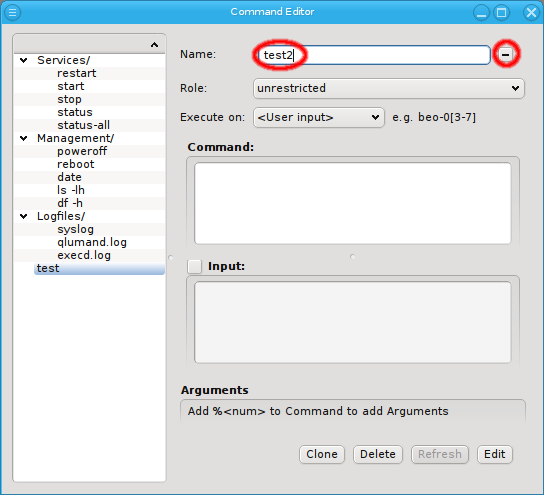 Command Editor
Services/
restart
start
stop
status
status-all
Management/
poweroff
reboot
date
ls -lh
df -h
Logfiles/
syslog
qlumand.log
execd.log
test
Name: test2
Role: unrestricted
Execute on: <User input> e.g. beo-0[3-7]
Command:
Input:
Arguments
Add %<num> to Command to add Arguments
Clone Delete Refresh Edit